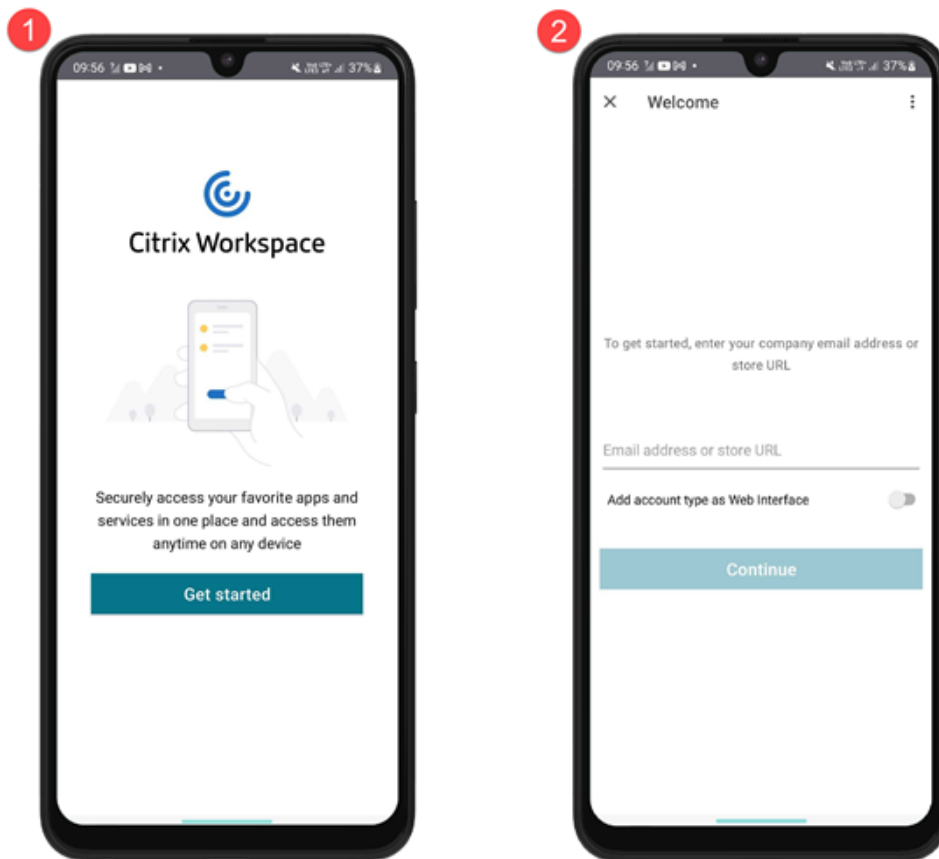 1
09:56
37%
Citrix Workspace
Securely access your favorite apps and
services in one place and access them
anytime on any device
Get started
2
09:56
37%
Welcome
To get started, enter your company email address or
store URL
Email address or store URL
Add account type as Web Interface
Continue